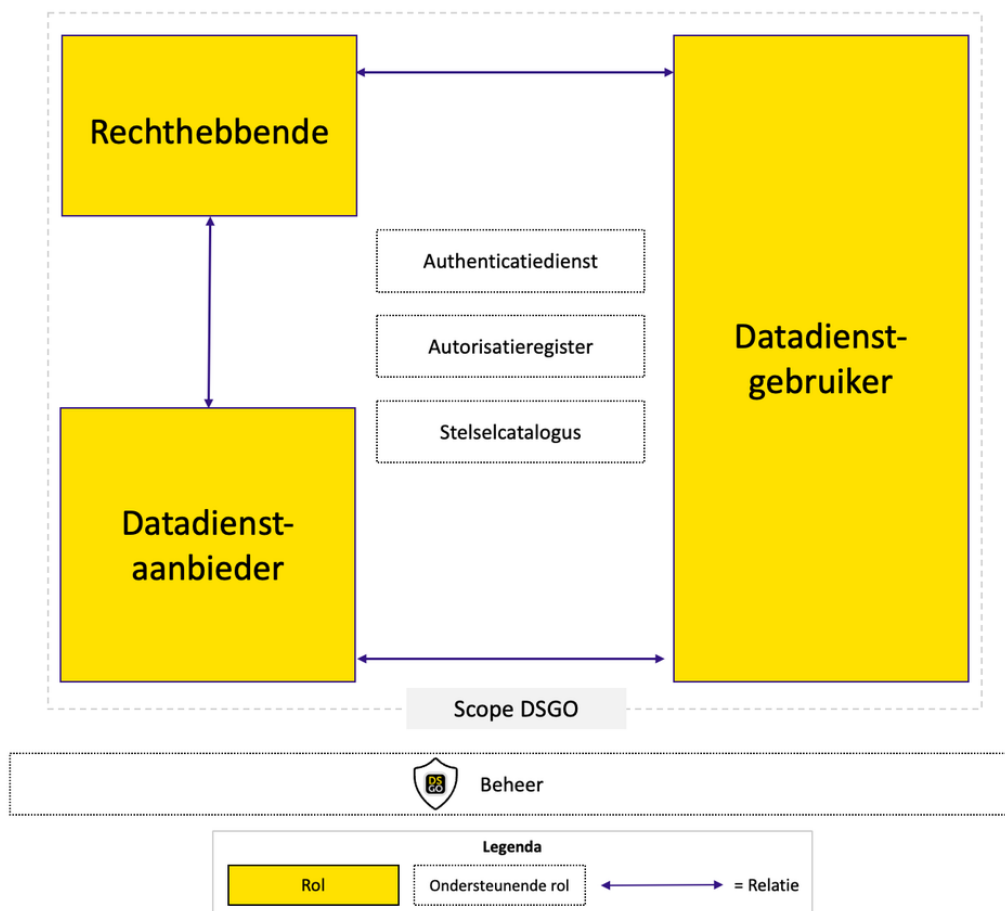 Rechthebbende
Authenticatiedienst
Autorisatieregister
Stelselcatalogus
Datadienst-
gebruiker
Datadienst-
aanbieder
Scope DSGO
DS
GO
Beheer
Legenda
Rol
Ondersteunende rol
= Relatie